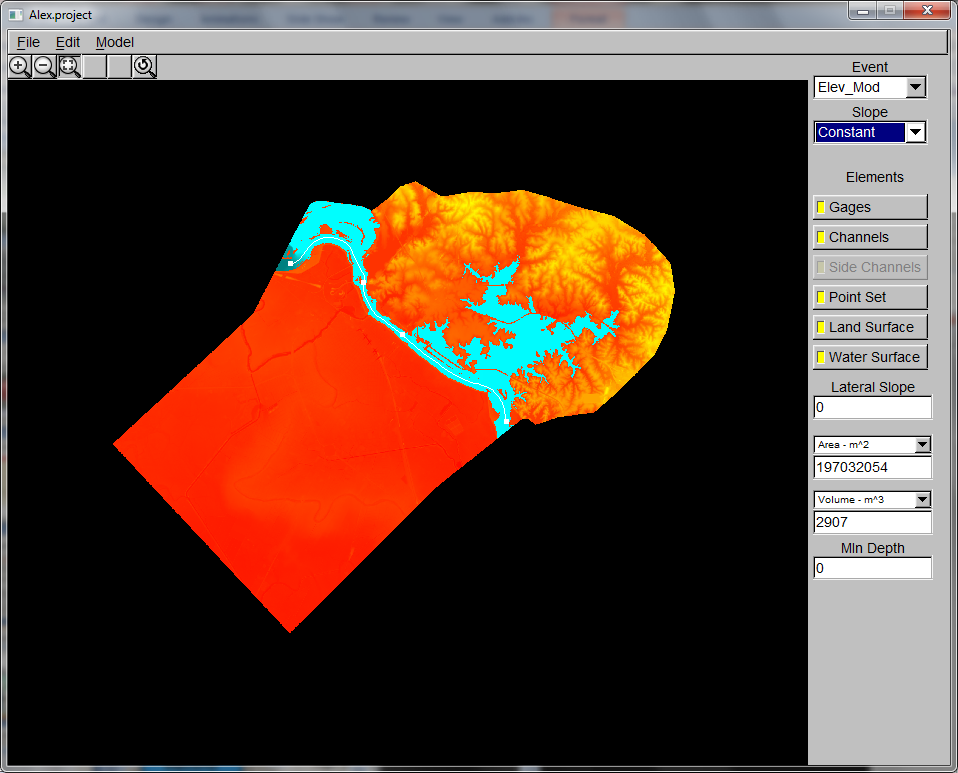 Alex.project
File Edit Model
Event
Elev_Mod
Slope
Constant
Elements
Gages
Channels
Side Channels
Point Set
Land Surface
Water Surface
Lateral Slope
0
Area - m^2
197032054
Volume - m^3
2907
MIn Depth
0